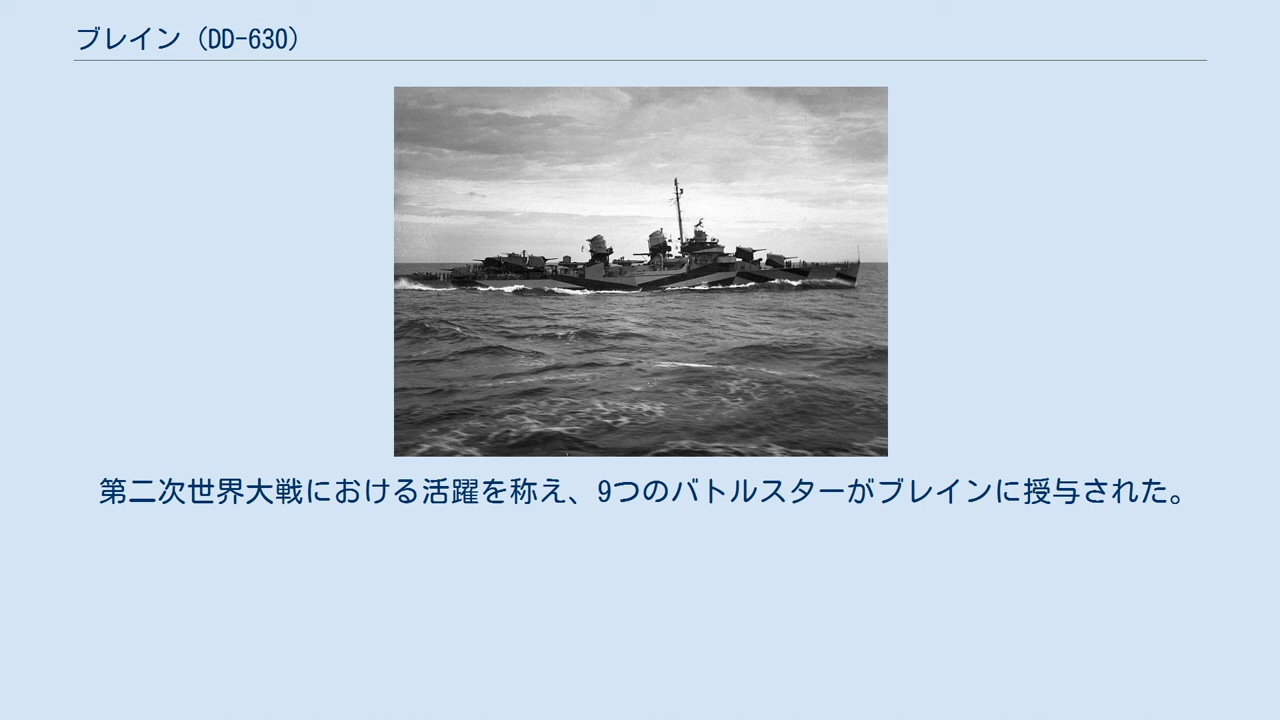 ブレイン（DD-630）
第二次世界大戦における活躍を称え、9つのバトルスターがブレインに授与された。